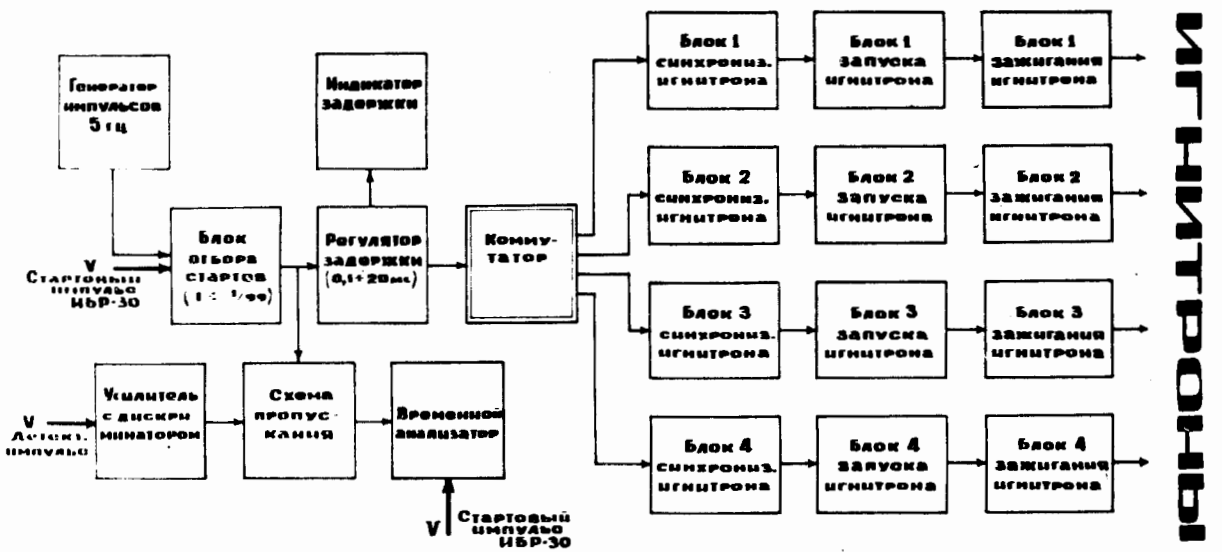 Генератор
импульсов
5 гц
Индикатор
задержки
Блок
отбора
стартов
(1 ÷ 1/99)
V
Стартовый
импульс
ИБР-30
Регулятор
задержки
(0,1÷20мс)
Комму-
татор
Усилитель
с дискри
минатором
V
Детект.
импульс
Схема
пропус-
кания
Временной
анализатор
V
Стартовый
импульс
ИБР-30
Блок 1
синхрониз.
игнитрона
Блок 1
запуска
игнитрона
Блок 1
зажигания
игнитрона
Блок 2
синхрониз.
игнитрона
Блок 2
запуска
игнитрона
Блок 2
зажигания
игнитрона
Блок 3
синхрониз.
игнитрона
Блок 3
запуска
игнитрона
Блок 3
зажигания
игнитрона
Блок 4
синхрониз.
игнитрона
Блок 4
запуска
игнитрона
Блок 4
зажигания
игнитрона
ИГНИТРОНЫ